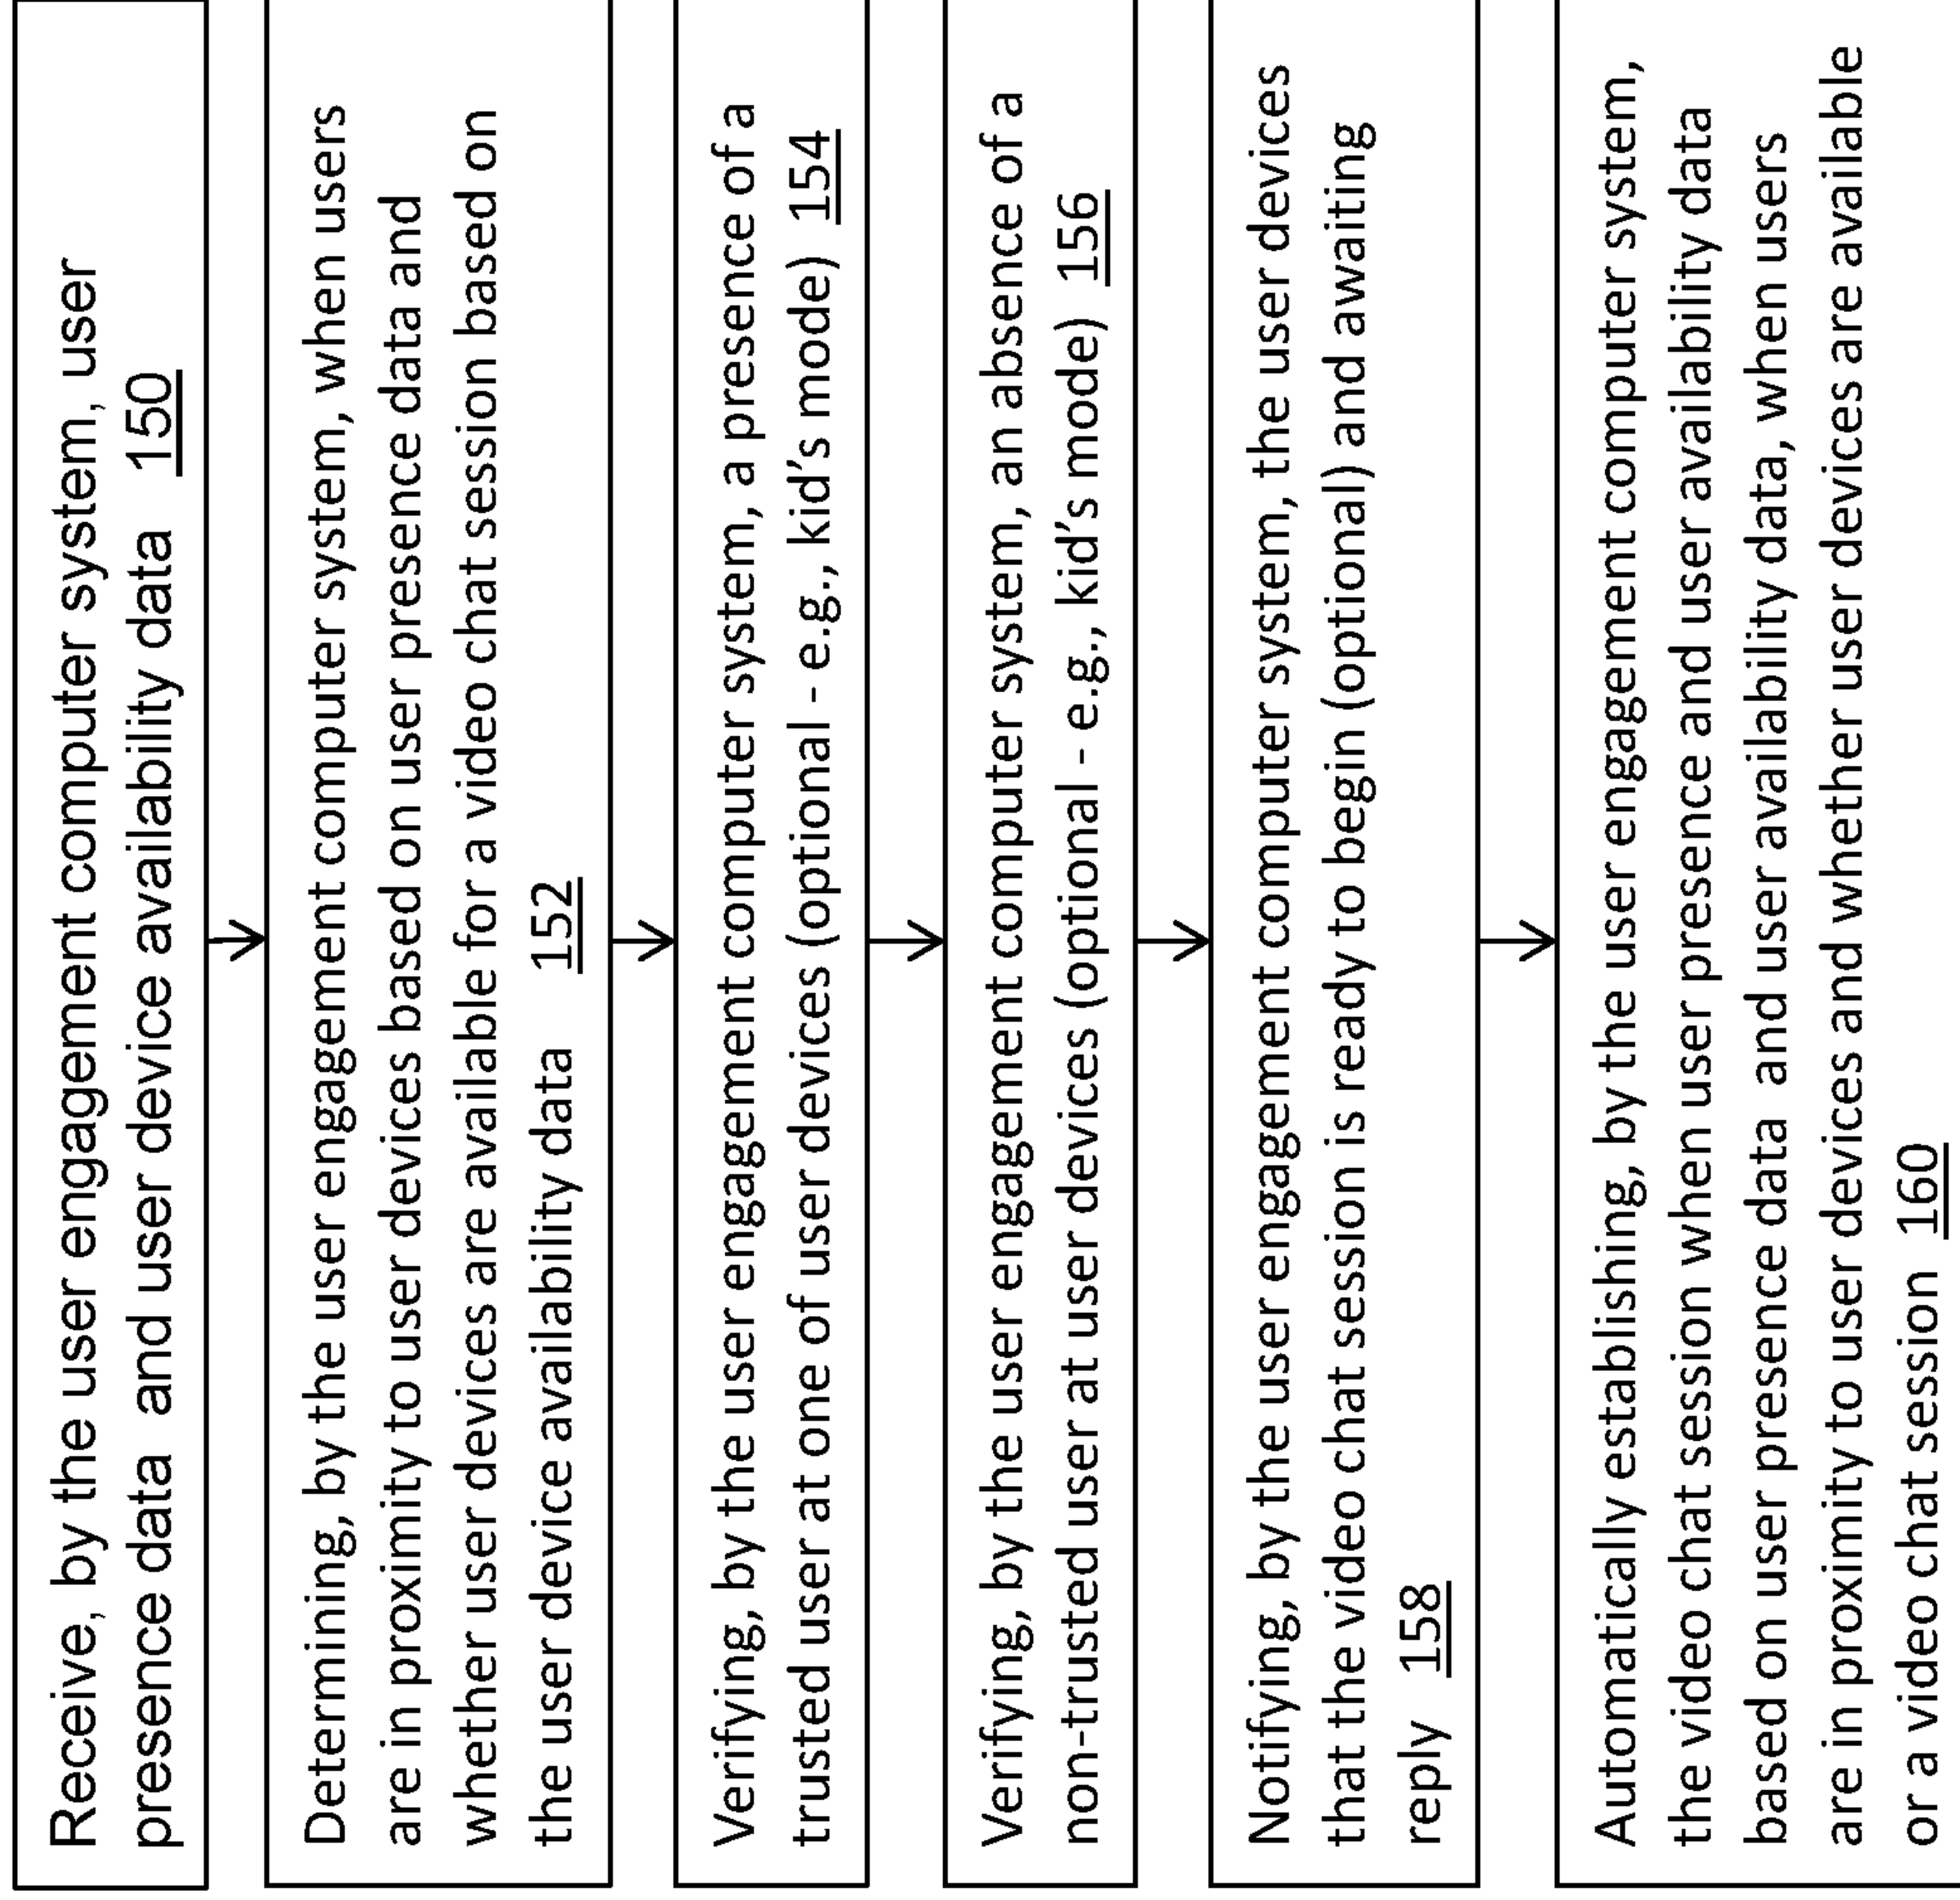 Receive, by the user engagement computer system, user
presence data and user device availability data 150
Determining, by the user engagement computer system, when users
are in proximity to user devices based on user presence data and
whether user devices are available for a video chat session based on
the user device availability data 152
Verifying, by the user engagement computer system, a presence of a
trusted user at one of user devices (optional - e.g., kid's mode) 154
Verifying, by the user engagement computer system, an absence of a
non-trusted user at user devices (optional - e.g., kid's mode) 156
Notifying, by the user engagement computer system, the user devices
that the video chat session is ready to begin (optional) and awaiting
reply 158
Automatically establishing, by the user engagement computer system,
the video chat session when user presence and user availability data
based on user presence data and user availability data, when users
are in proximity to user devices and whether user devices are available
or a video chat session 160